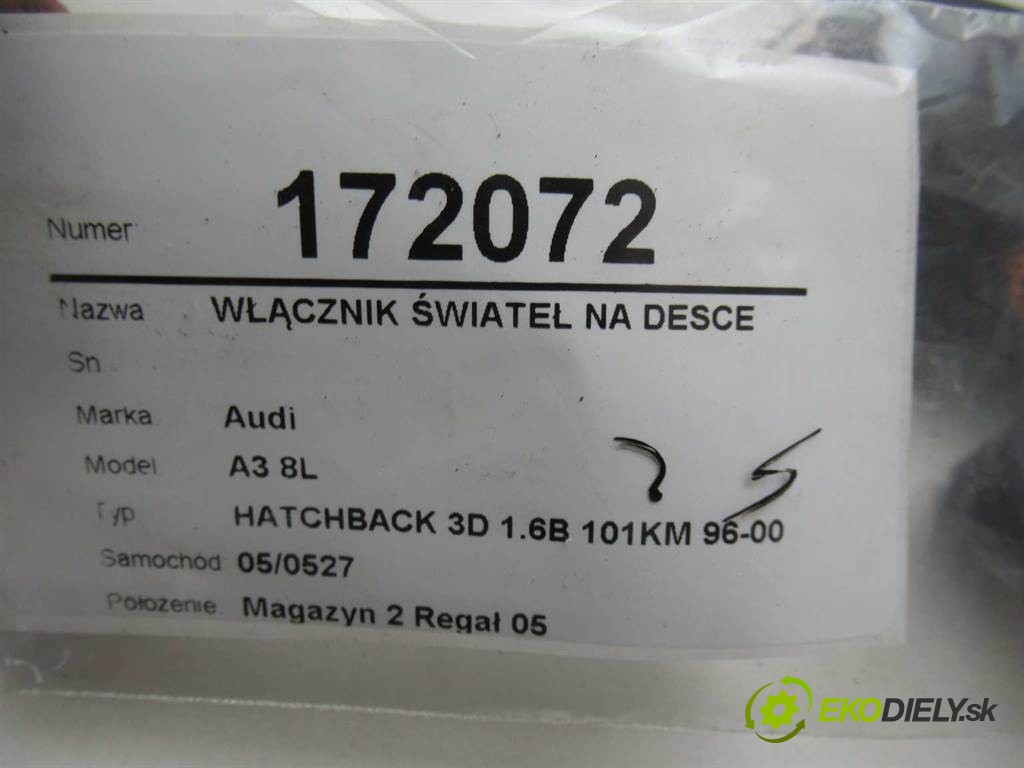 Numer 172072
Nazwa WŁĄCZNIK ŚWIATEŁ NA DESCE
Sn
Marka Audi
Model A3 8L
Typ HATCHBACK 3D 1.6B 101KM 96-00
Samochód 05/0527
Położenie Magazyn 2 Regał 05
EKODIELY.sk